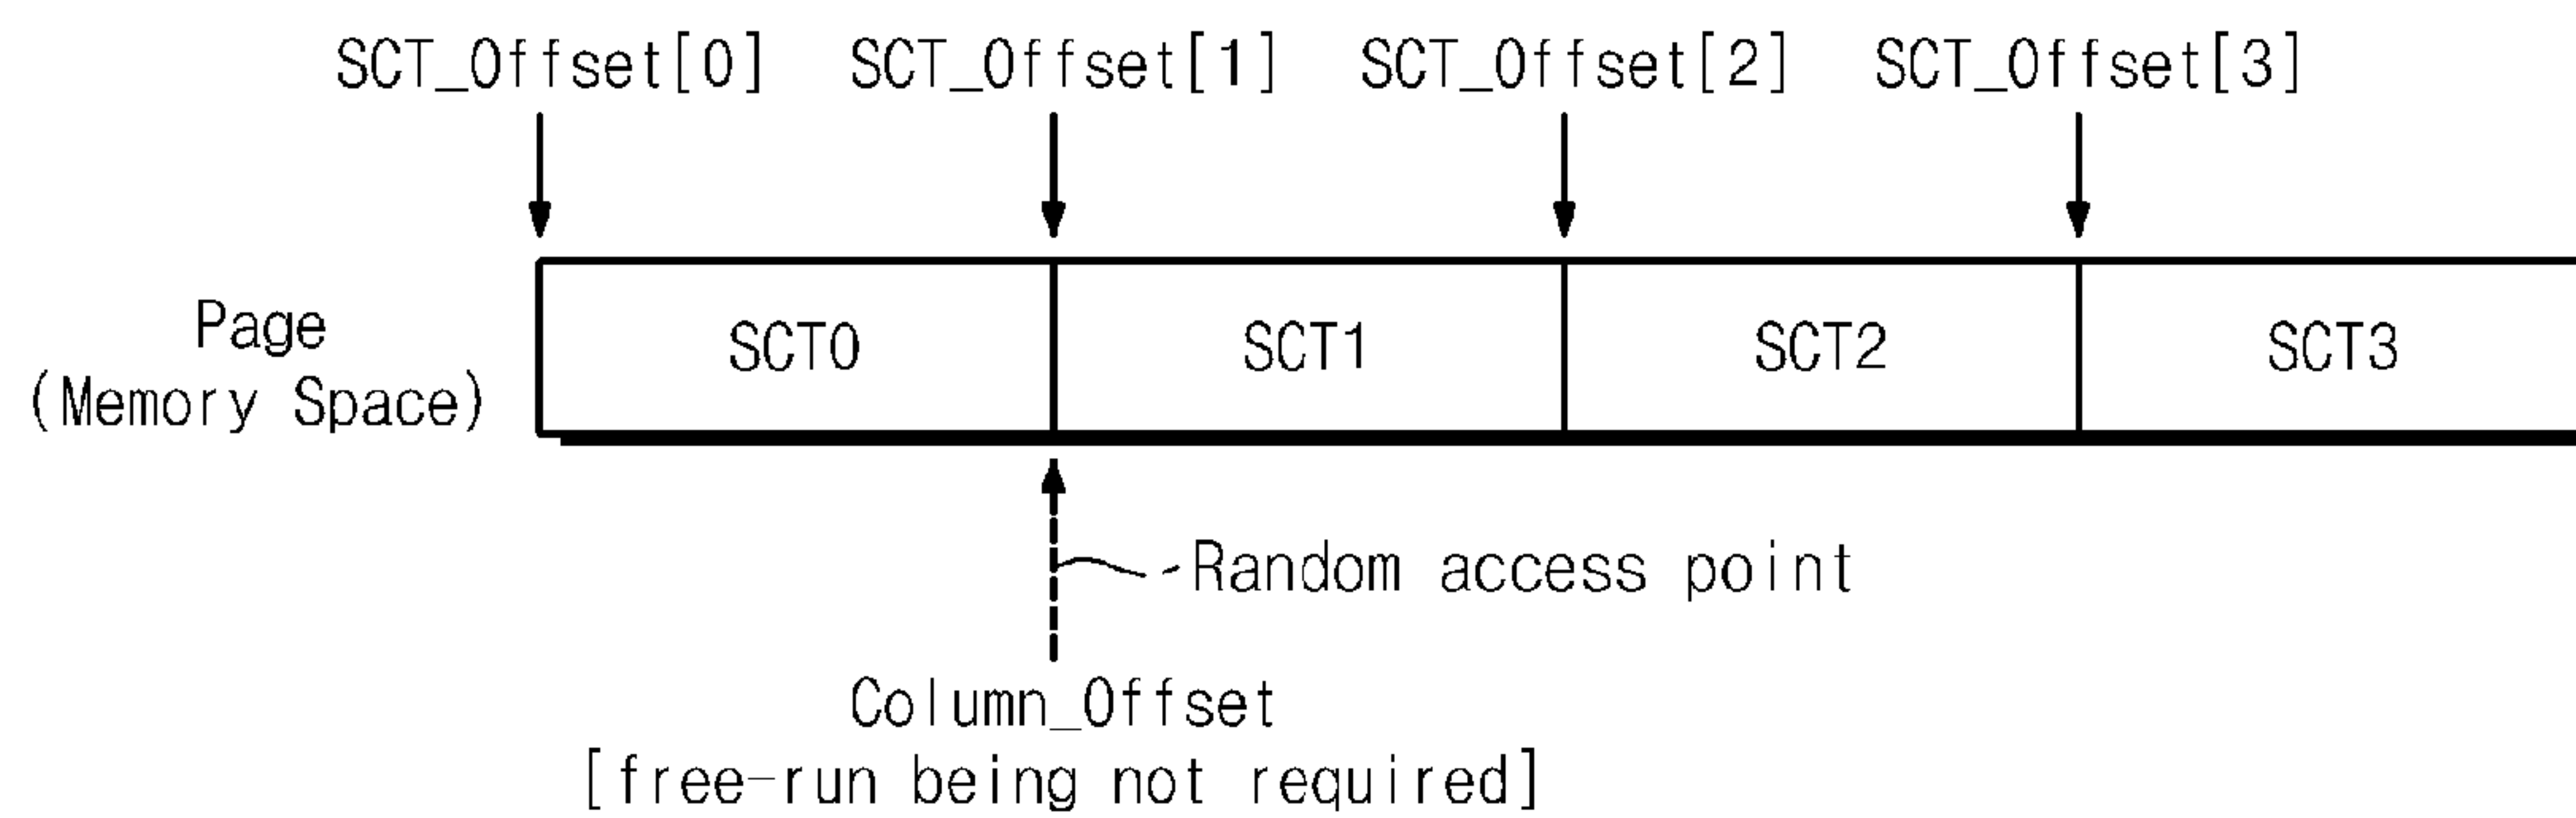 SCT_Offset[0] SCT_Offset[1] SCT_Offset[2] SCT_Offset[3]
Page
(Memory Space)
SCT0 SCT1 SCT2 SCT3
Random access point
Column_Offset
[free-run being not required]